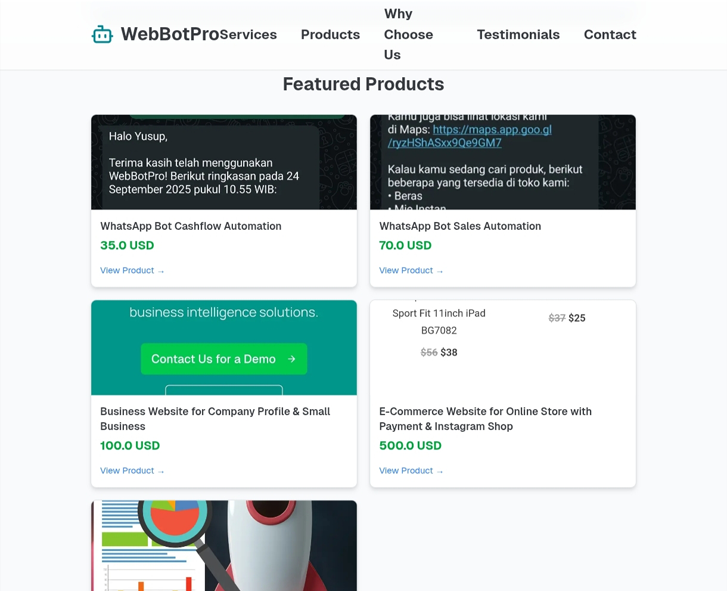 WebBotPro
Services
Products
Why
Choose
Us
Testimonials
Contact
Featured Products
Halo Yusup,
Terima kasih telah menggunakan
WebBotPro! Berikut ringkasan pada 24
September 2025 pukul 10.55 WIB:
WhatsApp Bot Cashflow Automation
35.0 USD
View Product →
Kamu juga bisa lihat lokasi kami
di Maps: https://maps.app.goo.gl
/ryzHShASxx9Qe9GM7
Kalau kamu sedang cari produk, berikut
beberapa yang tersedia di toko kami:
• Beras
• Mie Instan
WhatsApp Bot Sales Automation
70.0 USD
View Product →
business intelligence solutions.
Contact Us for a Demo →
Business Website for Company Profile & Small
Business
100.0 USD
View Product →
Sport Fit 11inch iPad
BG7082
$56 $38
$37 $25
E-Commerce Website for Online Store with
Payment & Instagram Shop
500.0 USD
View Product →